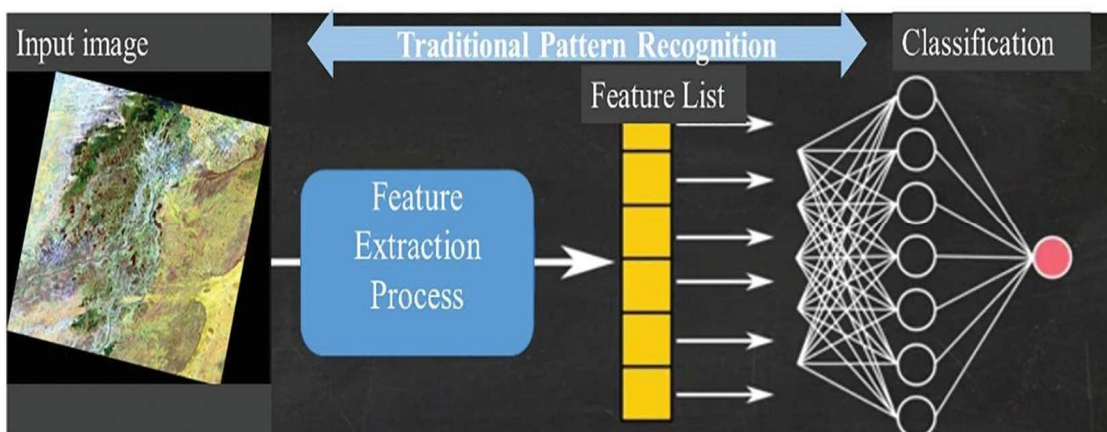 Input image
Traditional Pattern Recognition
Classification
Feature List
Feature
Extraction
Process